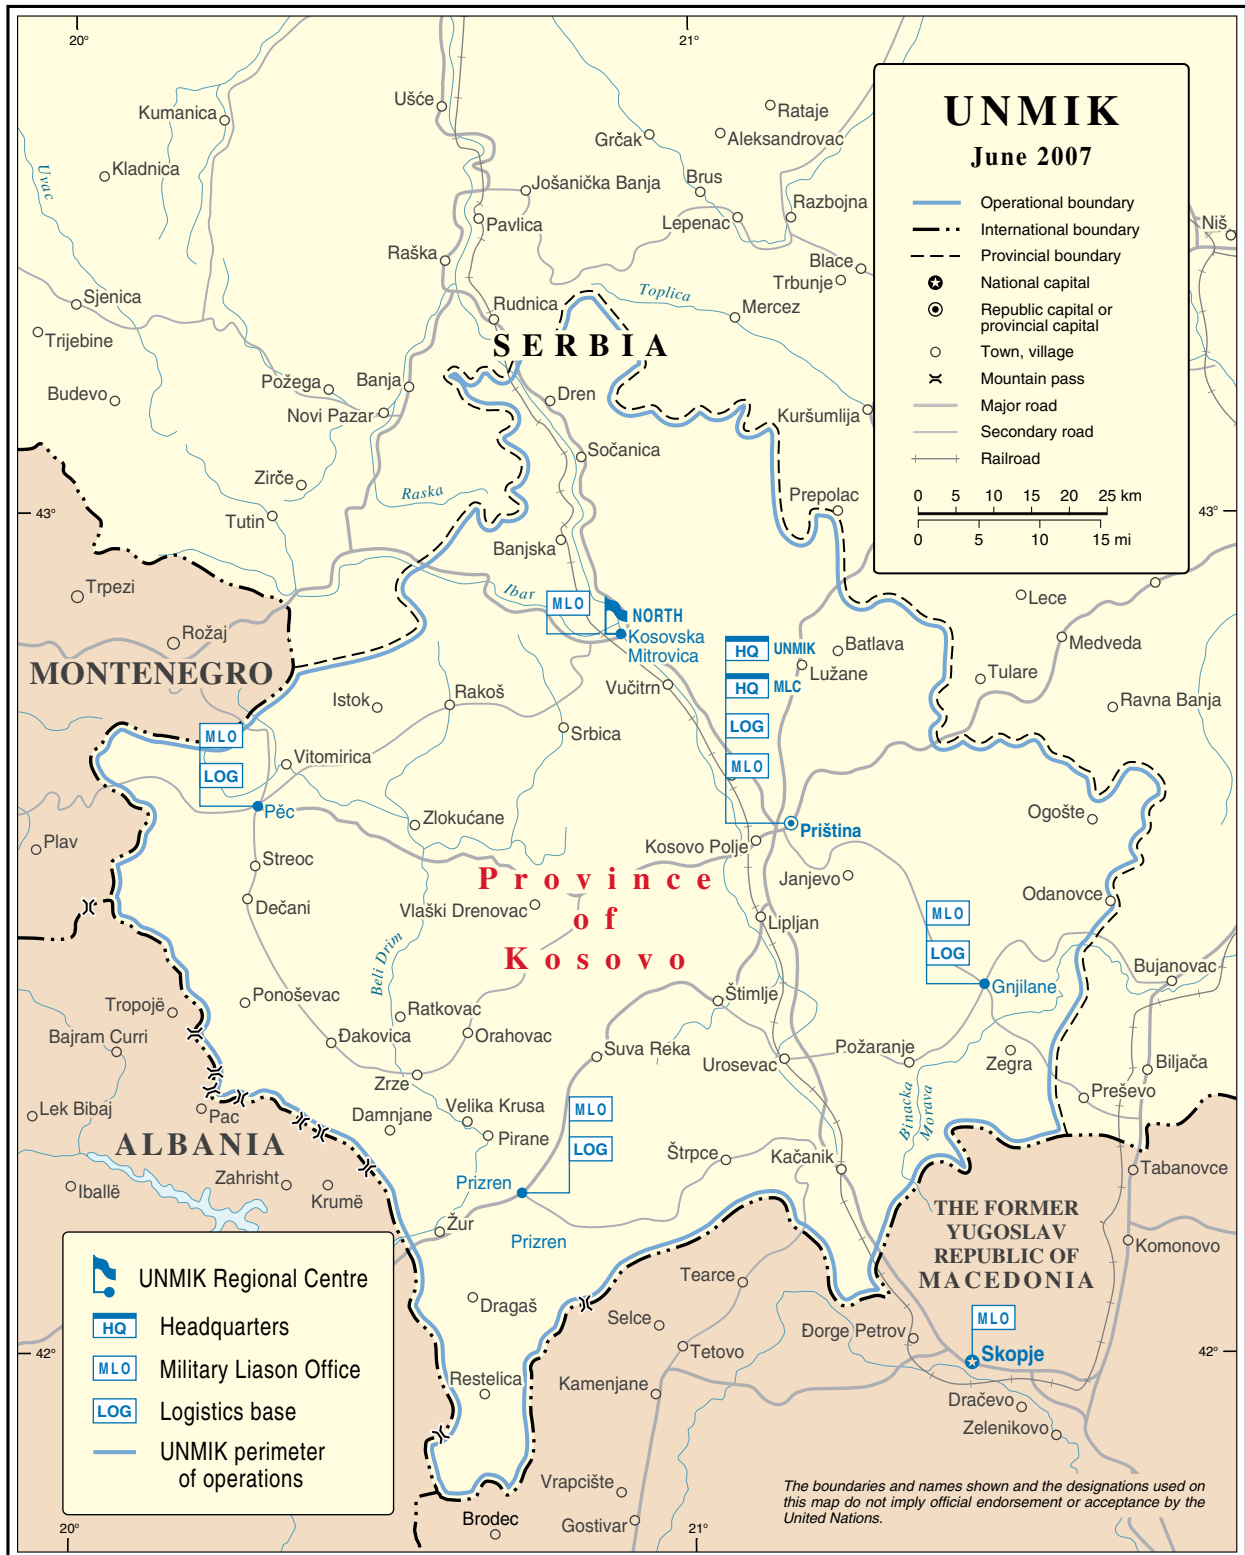 20°
21°
UNMIK
June 2007
Operational boundary
International boundary
Provincial boundary
National capital
Republic capital or
provincial capital
Town, village
Mountain pass
Major road
Secondary road
Railroad
0 5 10 15 20 25 km
0 5 10 15 mi
Kumanica
Ušće
Rataje
Grčak
Aleksandrovac
Kladnica
Uvac
Jošanička Banja
Brus
Razbojna
Lepenac
Pavlica
Niš
Raška
Blace
Trbunje
Sjenica
Rudnica
Toplica
Mercez
Trijebine
SERBIA
Požega
Banja
Budevo
Dren
Novi Pazar
Kuršumlija
Sočanica
Zirče
Raska
Prepolac
43°
43°
Tutin
Banjska
Trpezi
Ibar
MLO
NORTH
Lece
Rožaj
Kosovska
Mitrovica
HQ UNMIK
Batlava
Medveda
MONTENEGRO
Lužane
Vučitrn
HQ MLC
Tulare
Istok
Rakoš
Ravna Banja
MLO
Srbica
LOG
Vitomirica
LOG
MLO
Pěc
Zlokućane
Priština
Ogošte
Plav
Kosovo Polje
Streoc
Province
of
Kosovo
Janjevo
Dečani
Vlaški Drenovac
Odanovce
MLO
Lipljan
Beli Drim
LOG
Bujanovac
Ponoševac
Štimlje
Gnjilane
Tropojë
Ratkovac
Bajram Curri
Đakovica
Orahovac
Suva Reka
Urosevac
Požaranje
Zegra
Biljača
Zrze
Lek Bibaj
Pac
Damnjane
Velika Krusa
MLO
Binacka
Morava
Preševo
Pirane
ALBANIA
LOG
Štrpce
Kačanik
Tabanovce
Iballë
Zahrisht
Krumë
Prizren
THE FORMER
YUGOSLAV
REPUBLIC OF
MACEDONIA
Žur
Prizren
Komonovo
UNMIK Regional Centre
HQ Headquarters
MLO Military Liason Office
LOG Logistics base
UNMIK perimeter
of operations
Tearce
Dragaš
Selce
MLO
Đorge Petrov
42°
42°
Tetovo
Skopje
Restelica
Kamenjane
Dračevo
Zelenikovo
Vrapcište
Brodec
Gostivar
The boundaries and names shown and the designations used on
this map do not imply official endorsement or acceptance by the
United Nations.
20°
21°